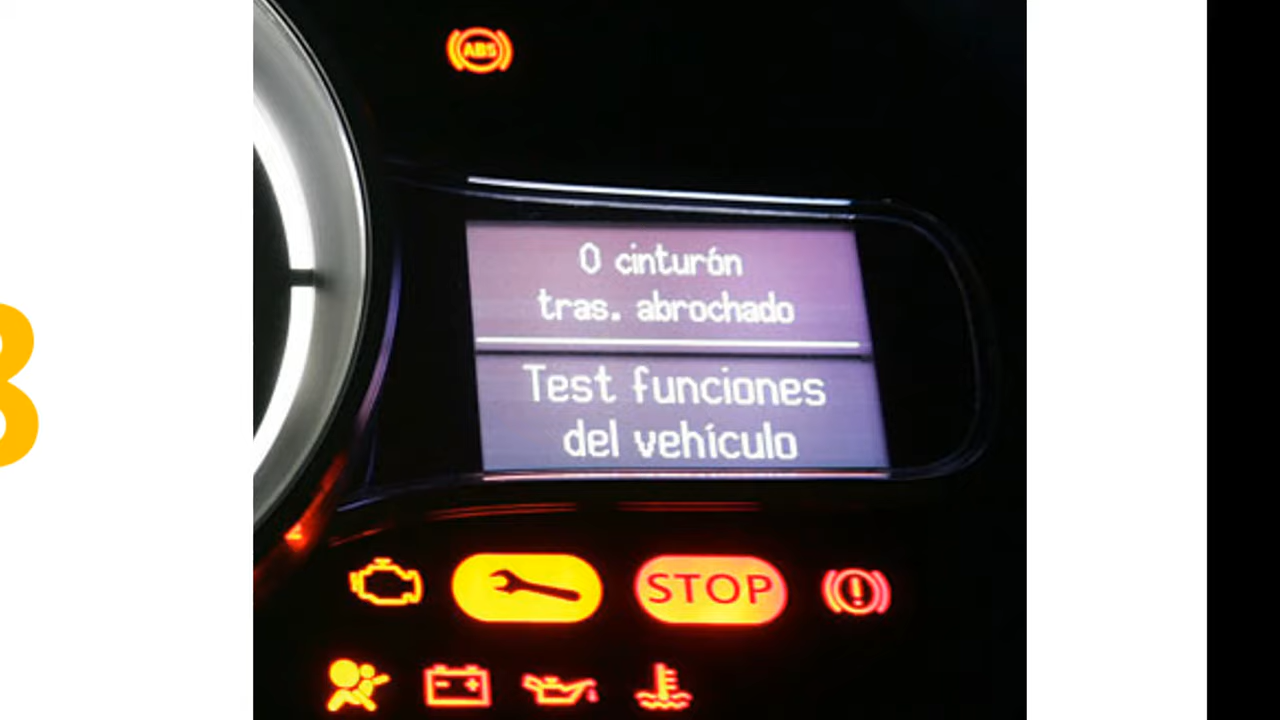 ABS
0 cinturón
tras. abrochado
Test funciones
del vehículo
STOP